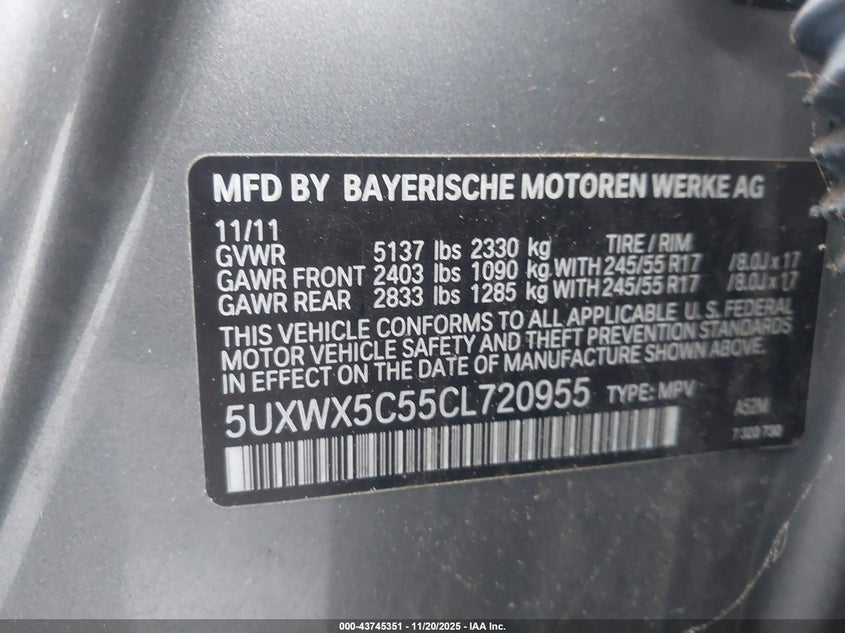 MFD BY BAYERISCHE MOTOREN WERKE AG
11/11 TIRE / RIM
GVWR 5137 lbs 2330 kg
GAWR FRONT 2403 lbs 1090 kg WITH 245/55 R17 /8.0J x 17
GAWR REAR 2833 lbs 1285 kg WITH 245/55 R17 /8.0J x 17
THIS VEHICLE CONFORMS TO ALL APPLICABLE U.S. FEDERAL
MOTOR VEHICLE SAFETY AND THEFT PREVENTION STANDARDS
IN EFFECT ON THE DATE OF MANUFACTURE SHOWN ABOVE.
5UXWX5C55CL720955 TYPE: MPV
A52M
000-43745351 | 11/20/2025 - IAA Inc.